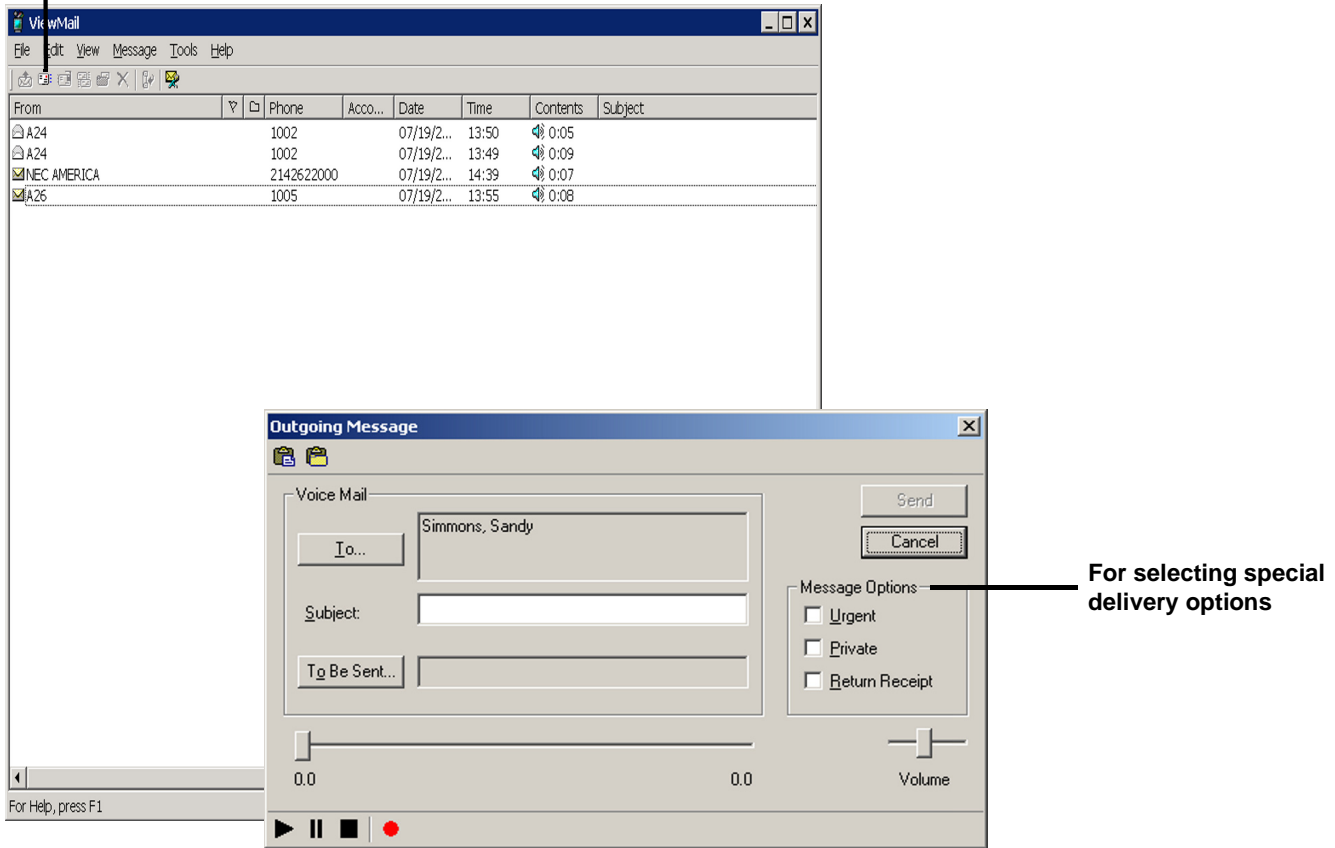 ViewMail
File Edit View Message Tools Help
From Phone Acco... Date Time Contents Subject
A24 1002 07/19/2... 13:50 0:05
A24 1002 07/19/2... 13:49 0:09
NEC AMERICA 2142622000 07/19/2... 14:39 0:07
A26 1005 07/19/2... 13:55 0:08
For Help, press F1
Outgoing Message
Voice Mail
To...
Simmons, Sandy
Subject:
To Be Sent...
Send
Cancel
Message Options
Urgent
Private
Return Receipt
0.0 0.0 Volume
For selecting special
delivery options